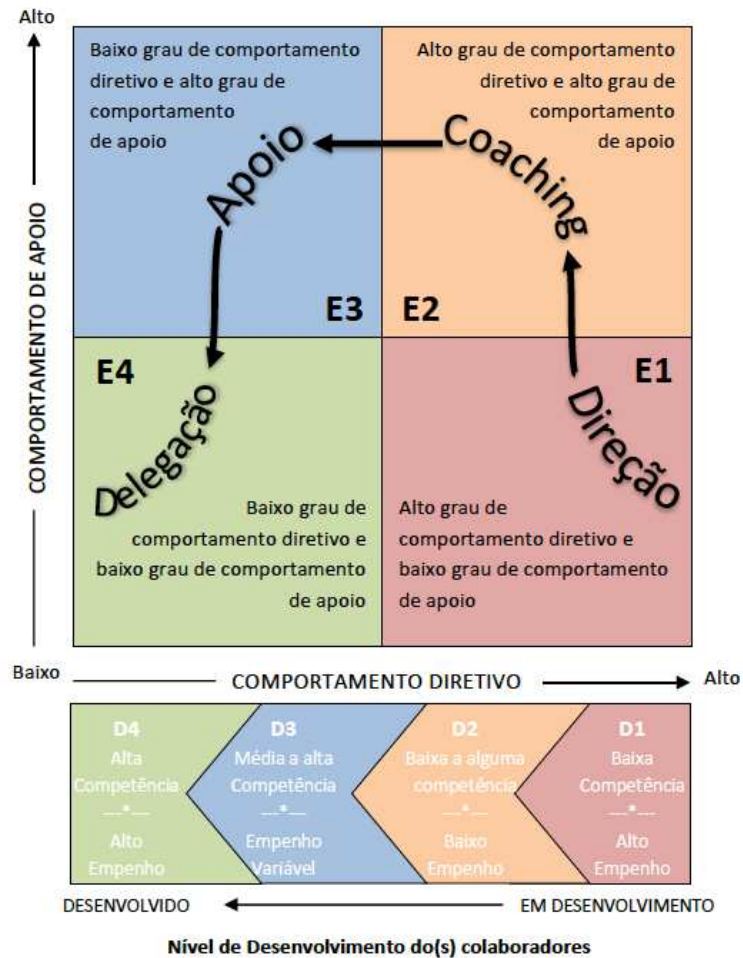 Alto
Baixo grau de comportamento
diretivo e alto grau de
comportamento
de apoio
Alto grau de comportamento
diretivo e alto grau de
comportamento
de apoio
Apoio
Coaching
COMPORTAMENTO DE APOIO
E3
E2
E4
E1
Delegação
Direção
Baixo grau de
comportamento diretivo e
baixo grau de comportamento
de apoio
Alto grau de
comportamento diretivo e
baixo grau de comportamento
de apoio
Baixo
COMPORTAMENTO DIRETIVO
Alto
D4
Alta
Competência
---*---
Alto
Empenho
D3
Média a alta
Competência
---*---
Empenho
Variável
D2
Baixa a alguma
competência
---*---
Baixo
Empenho
D1
Baixa
Competência
---*---
Alto
Empenho
DESENVOLVIDO
EM DESENVOLVIMENTO
Nível de Desenvolvimento do(s) colaboradores